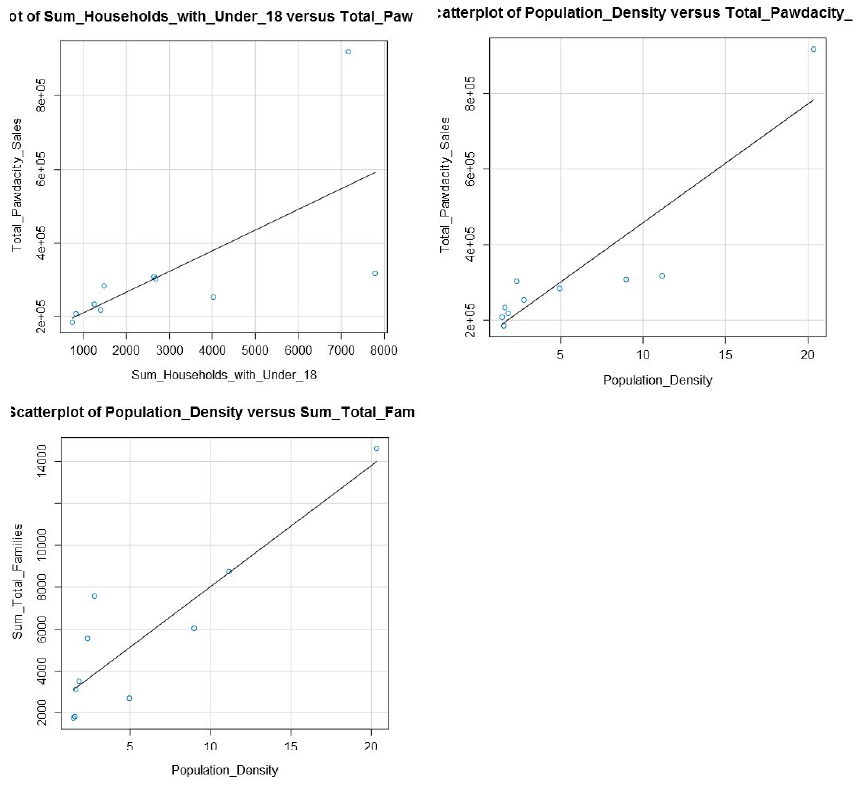 ot of Sum_Households_with_Under_18 versus Total_Paw
Total_Pawdacity_Sales
2e+05 4e+05 6e+05 8e+05
1000 2000 3000 4000 5000 6000 7000 8000
Sum_Households_with_Under_18
catterplot of Population_Density versus Total_Pawdacity_
Total_Pawdacity_Sales
2e+05 4e+05 6e+05 8e+05
5 10 15 20
Population_Density
Scatterplot of Population_Density versus Sum_Total_Fam
Sum_Total_Families
2000 4000 6000 8000 10000 14000
5 10 15 20
Population_Density